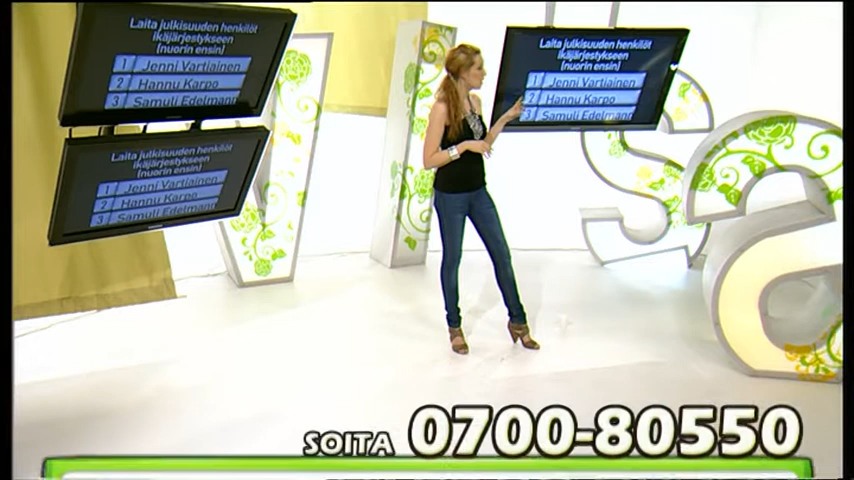 Laita julkisuuden henkilöt
ikäjärjestykseen
(nuorin ensin)
1 Jenni Vartiainen
2 Hannu Karpo
3 Samuli Edelmann
Laita julkisuuden henkilöt
ikäjärjestykseen
(nuorin ensin)
1 Jenni Vartiainen
2 Hannu Karpo
3 Samuli Edelmann
Laita julkisuuden henkilöt
ikäjärjestykseen
(nuorin ensin)
1 Jenni Vartiainen
2 Hannu Karpo
3 Samuli Edelmann
SOITA 0700-80550